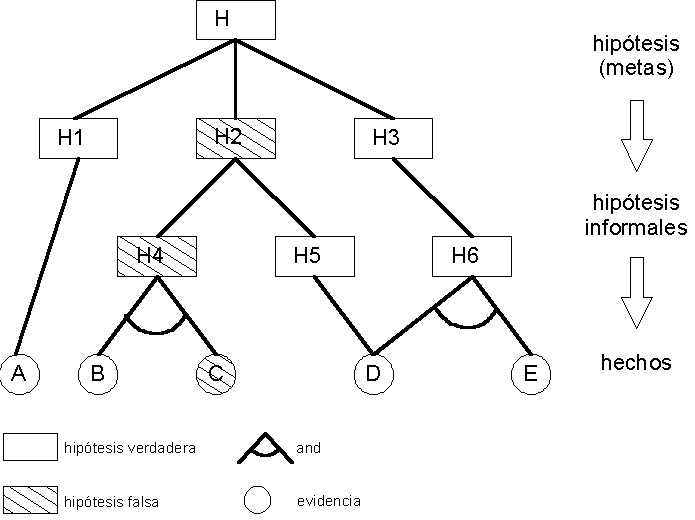 H
hipótesis
(metas)
H1
H2
H3
hipótesis
informales
H4
H5
H6
hechos
A
B
C
D
E
hipótesis verdadera
and
hipótesis falsa
evidencia